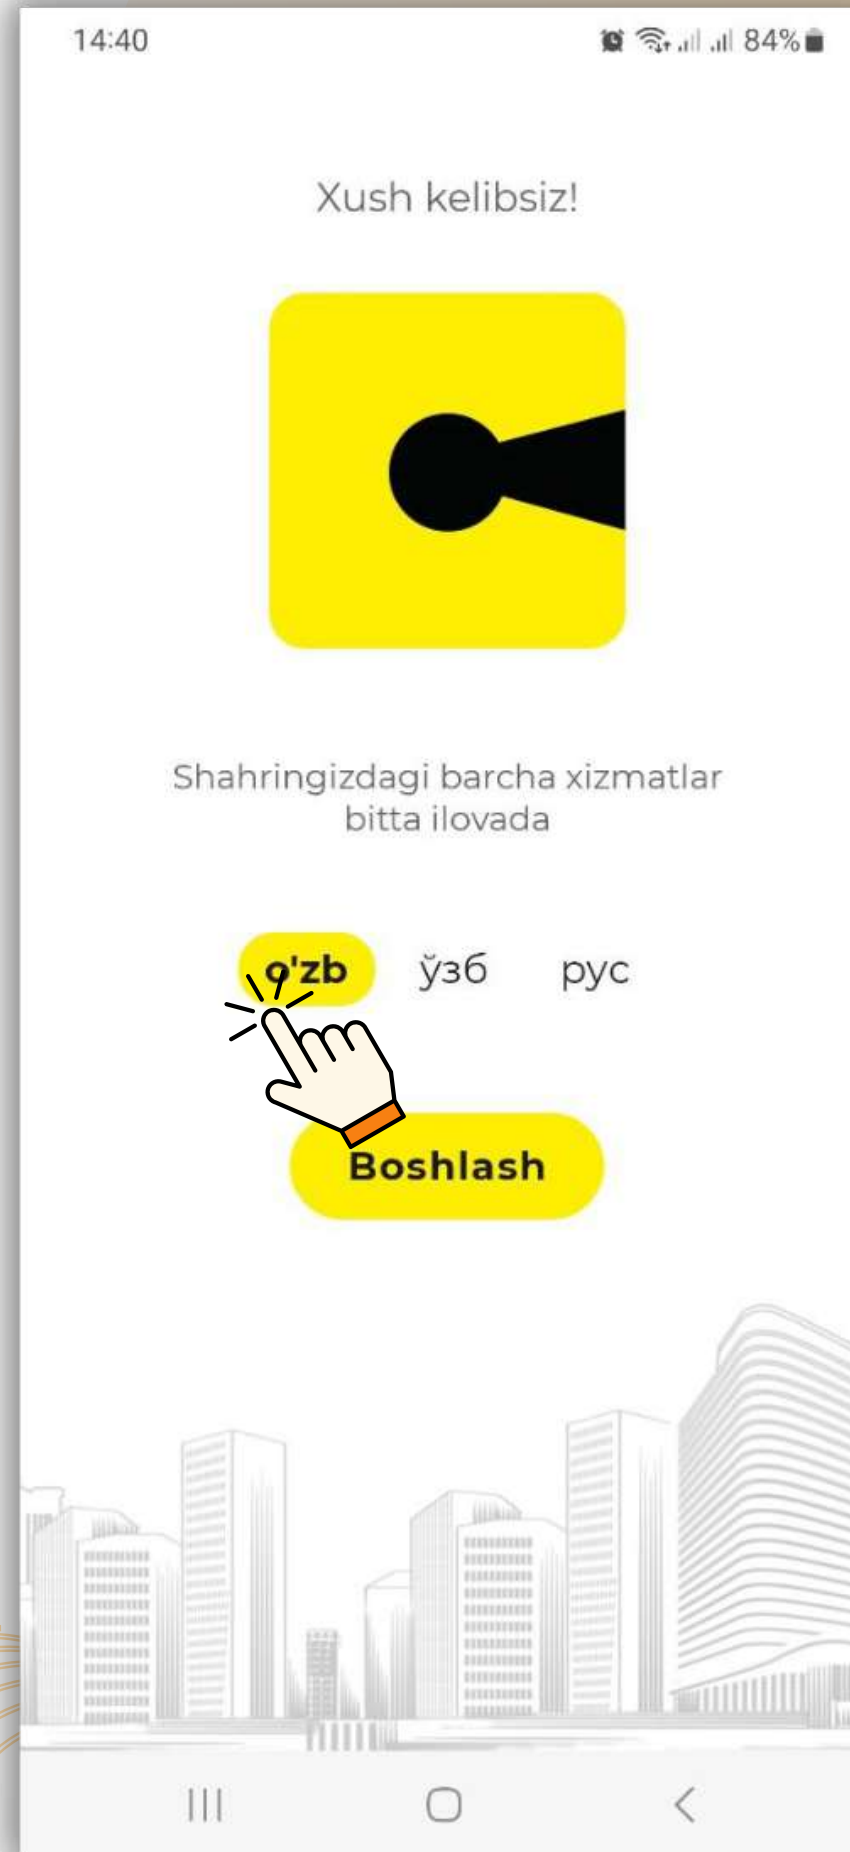 14:40
84%
Xush kelibsiz!
Shahringizdagi barcha xizmatlar
bitta ilovada
o'zb ўзб рус
Boshlash